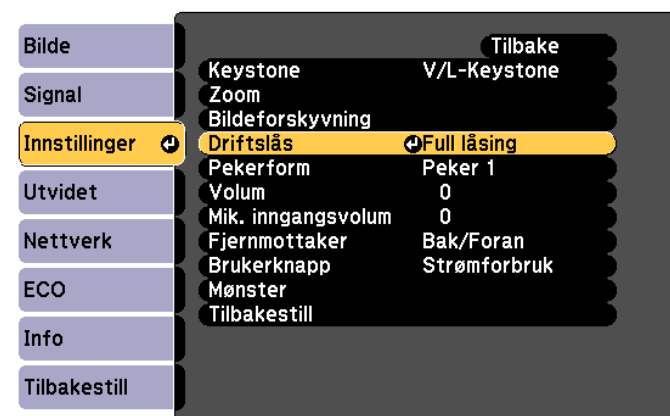 Bilde
Signal
Innstillinger
Utvidet
Nettverk
ECO
Info
Tilbakestill
Tilbake
Keystone V/L-Keystone
Zoom
Bildeforskyvning
Driftslås Full låsing
Pekerform Peker 1
Volum 0
Mik. inngangsvolum 0
Fjernmottaker Bak/Foran
Brukerknapp Strømforbruk
Mønster
Tilbakestill